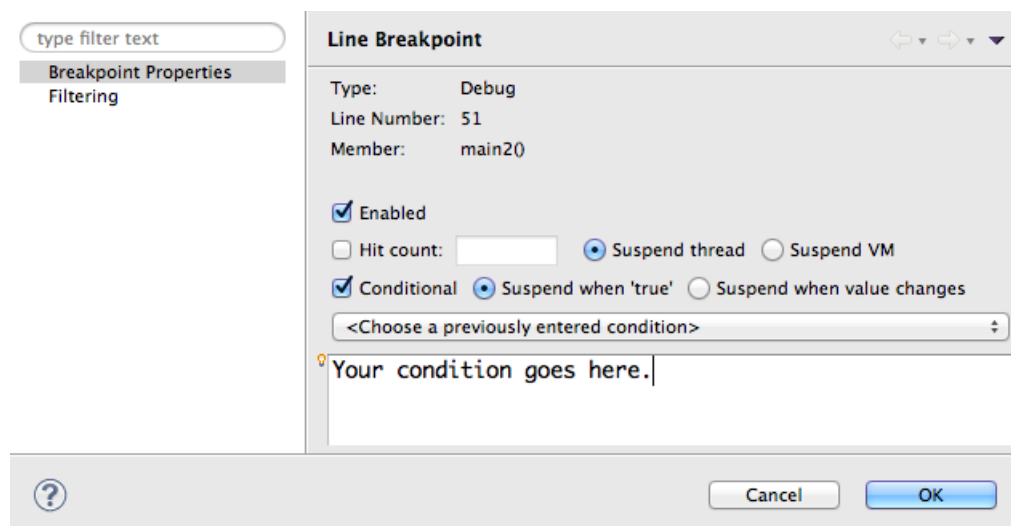 type filter text
Breakpoint Properties
Filtering
Line Breakpoint
Type: Debug
Line Number: 51
Member: main2()
Enabled
Hit count: Suspend thread Suspend VM
Conditional Suspend when 'true' Suspend when value changes
<Choose a previously entered condition>
Your condition goes here.
? Cancel OK